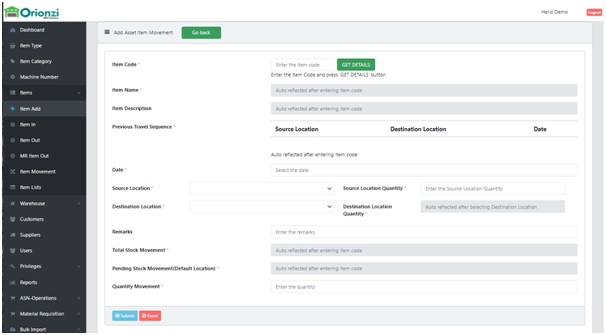 Orionzi
Hello Demo
Logout
Dashboard
Item Type
Item Category
Machine Number
Items
Item Add
Item In
Item Out
MR Item Out
Item Movement
Item Lists
Warehouse
Customers
Suppliers
Users
Privileges
Reports
ASN-Operations
Material Requisition
Bulk Import
Add Asset Item Movement
Go back
Item Code *
Enter the item code
GET DETAILS
Enter the Item Code and press 'GET DETAILS' button
Item Name *
Auto reflected after entering item code
Item Description
Auto reflected after entering item code
Previous Travel Sequence *
Source Location
Destination Location
Date
Auto reflected after entering item code
Date *
Select the date
Source Location *
Source Location Quantity *
Enter the Source Location Quantity
Destination Location *
Destination Location
Quantity *
Auto reflected after Selecting Destination Location
Remarks
Enter the remarks
Total Stock Movement *
Auto reflected after entering item code
Pending Stock Movement(Default Location) *
Auto reflected after entering item code
Quantity Movement *
Enter the quantity
Submit
Reset